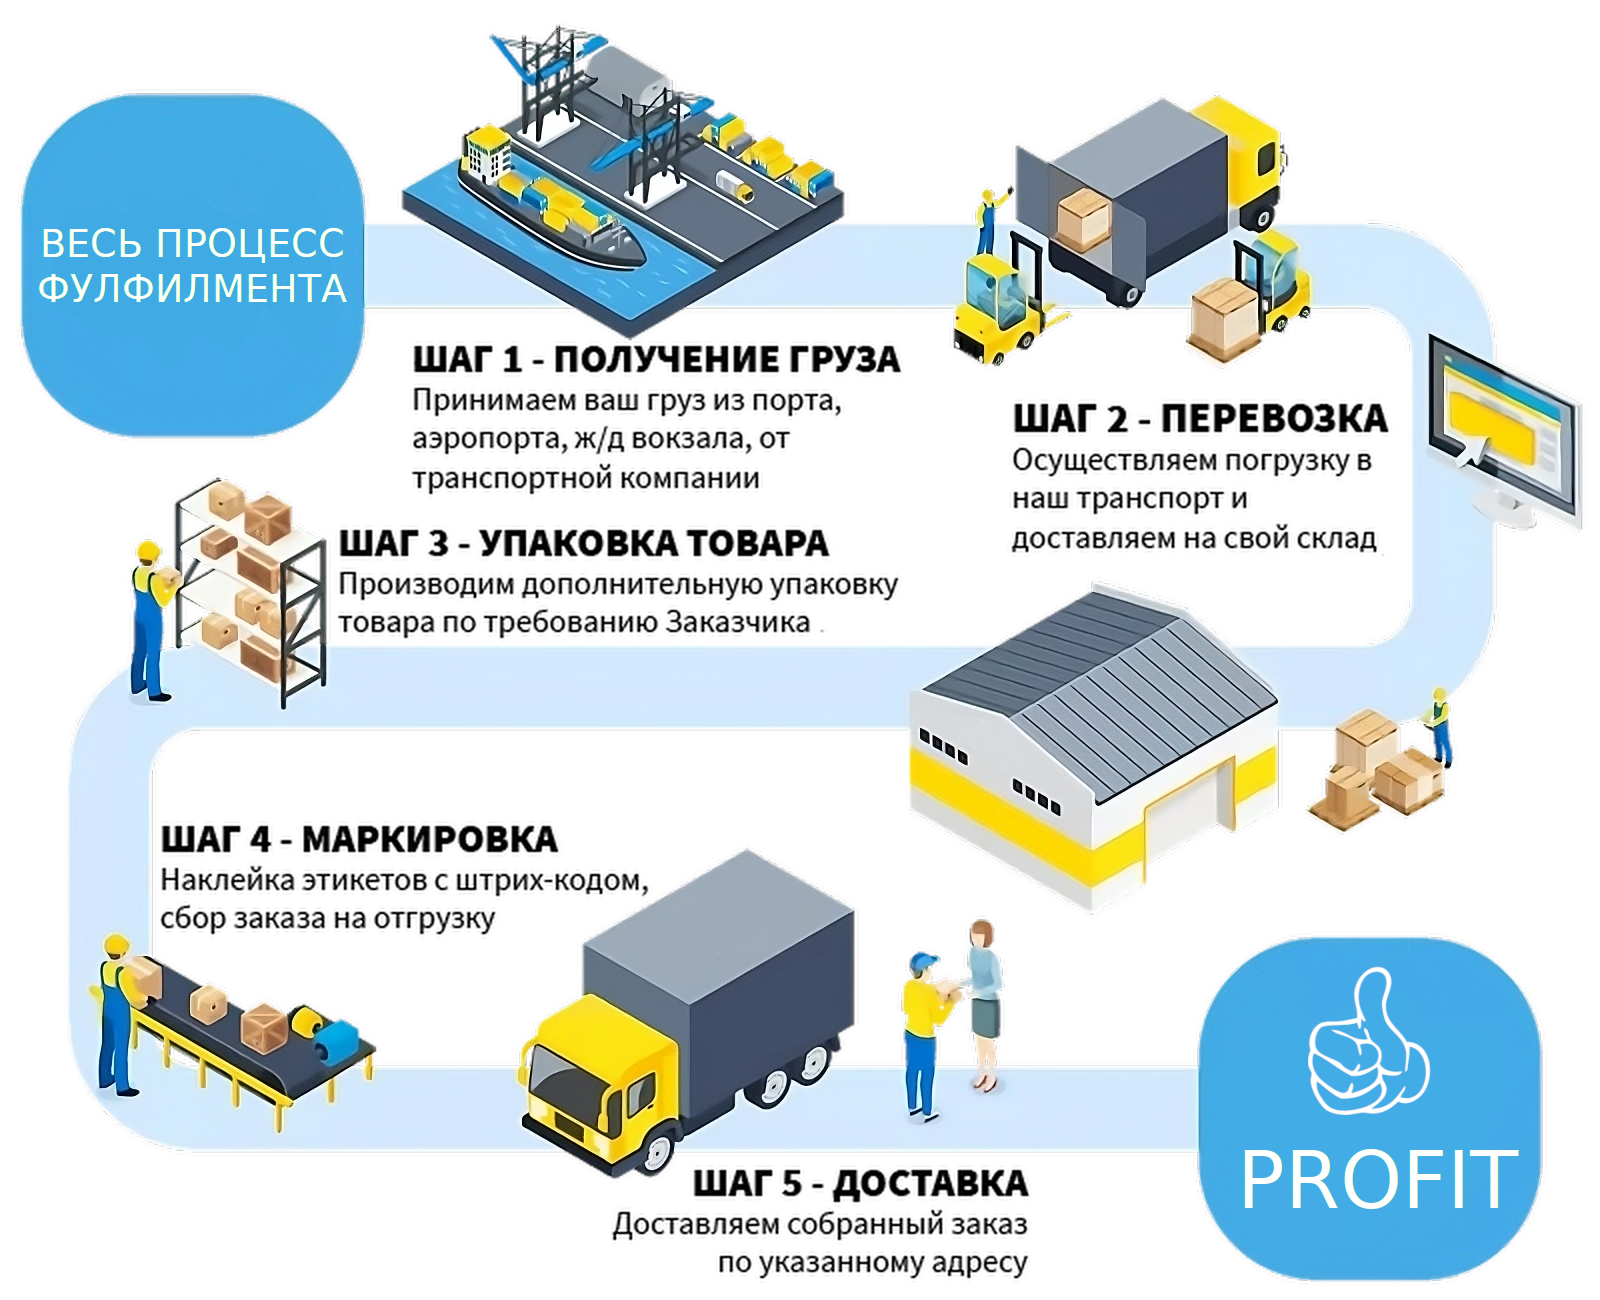 ВЕСЬ ПРОЦЕСС
ФУЛФИЛМЕНТА
ШАГ 1 - ПОЛУЧЕНИЕ ГРУЗА
Принимаем ваш груз из порта,
аэропорта, ж/д вокзала, от
транспортной компании
ШАГ 2 - ПЕРЕВОЗКА
Осуществляем погрузку в
наш транспорт и
доставляем на свой склад
ШАГ 3 - УПАКОВКА ТОВАРА
Производим дополнительную упаковку
товара по требованию Заказчика .
ШАГ 4 - МАРКИРОВКА
Наклейка этикетов с штрих-кодом,
сбор заказа на отгрузку
ШАГ 5 - ДОСТАВКА
Доставляем собранный заказ
по указанному адресу
PROFIT